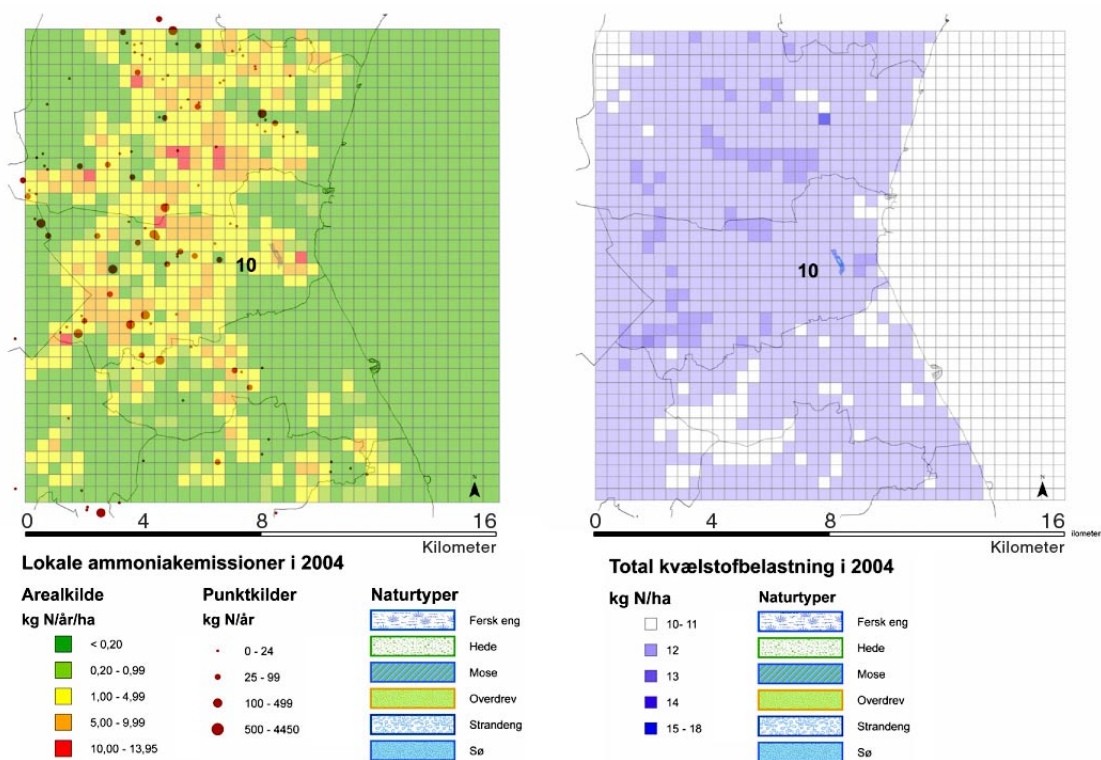 10
10
0 4 8 16
Kilometer
0 4 8 16
Kilometer
Lokale ammoniakemissioner i 2004
Arealkilde
kg N/år/ha
< 0,20
0,20 - 0,99
1,00 - 4,99
5,00 - 9,99
10,00 - 13,95
Punktkilder
kg N/år
0 - 24
25 - 99
100 - 499
500 - 4450
Naturtyper
Fersk eng
Hede
Mose
Overdrev
Strandeng
Sø
Total kvælstofbelastning i 2004
kg N/ha
10- 11
12
13
14
15 - 18
Naturtyper
Fersk eng
Hede
Mose
Overdrev
Strandeng
Sø